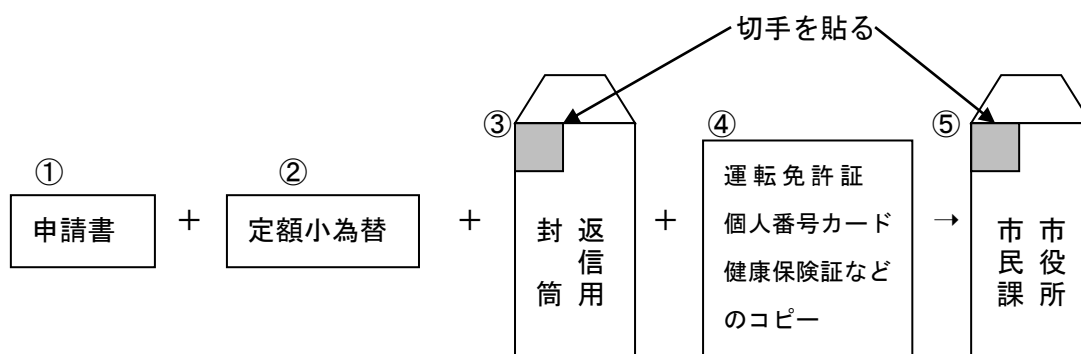 切手を貼る
①
申請書
＋
②
定額小為替
＋
③
返信用
封筒
＋
④
運転免許証
個人番号カード
健康保険証など
のコピー
→
⑤
市役所
市民課